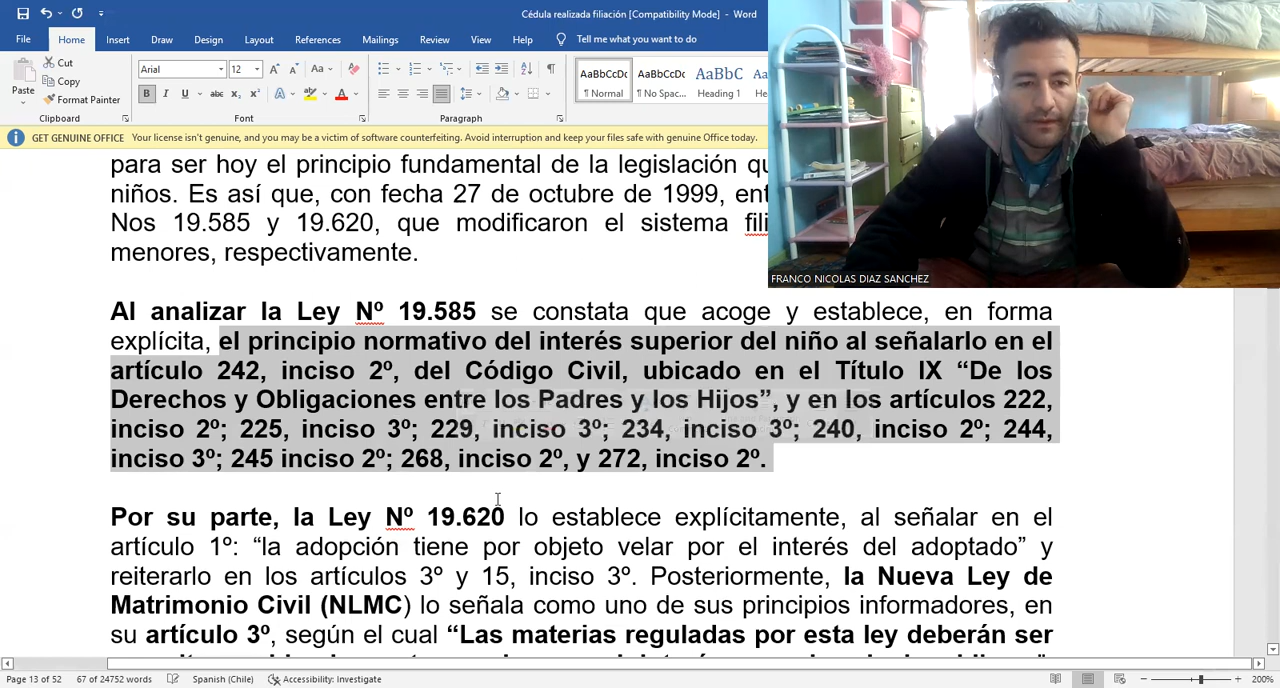 Cédula realizada filiación [Compatibility Mode] - Word
File Home Insert Draw Design Layout References Mailings Review View Help Tell me what you want to do
Paste
Cut
Copy
Format Painter
Clipboard
Arial 12
Font
Paragraph
AaBbCcDc AaBbCcDc AaBbC
¶ Normal ¶ No Spac... Heading 1
GET GENUINE OFFICE Your license isn't genuine, and you may be a victim of software counterfeiting. Avoid interruption and keep your files safe with genuine Office today.
FRANCO NICOLAS DIAZ SANCHEZ
para ser hoy el principio fundamental de la legislación
niños. Es así que, con fecha 27 de octubre de 1999,
Nos 19.585 y 19.620, que modificaron el sistema
menores, respectivamente.
Al analizar la Ley Nº 19.585 se constata que acoge y establece, en forma
explícita, el principio normativo del interés superior del niño al señalarlo en el
artículo 242, inciso 2º, del Código Civil, ubicado en el Título IX “De los
Derechos y Obligaciones entre los Padres y los Hijos”, y en los artículos 222,
inciso 2º; 225, inciso 3º; 229, inciso 3º; 234, inciso 3º; 240, inciso 2º; 244,
inciso 3º; 245 inciso 2º; 268, inciso 2º, y 272, inciso 2º.
Por su parte, la Ley Nº 19.620 lo establece explícitamente, al señalar en el
artículo 1º: “la adopción tiene por objeto velar por el interés del adoptado” y
reiterarlo en los artículos 3º y 15, inciso 3º. Posteriormente, la Nueva Ley de
Matrimonio Civil (NLMC) lo señala como uno de sus principios informadores, en
su artículo 3º, según el cual “Las materias reguladas por esta ley deberán ser
Page 13 of 52 67 of 24752 words Spanish (Chile) Accessibility: Investigate 200%